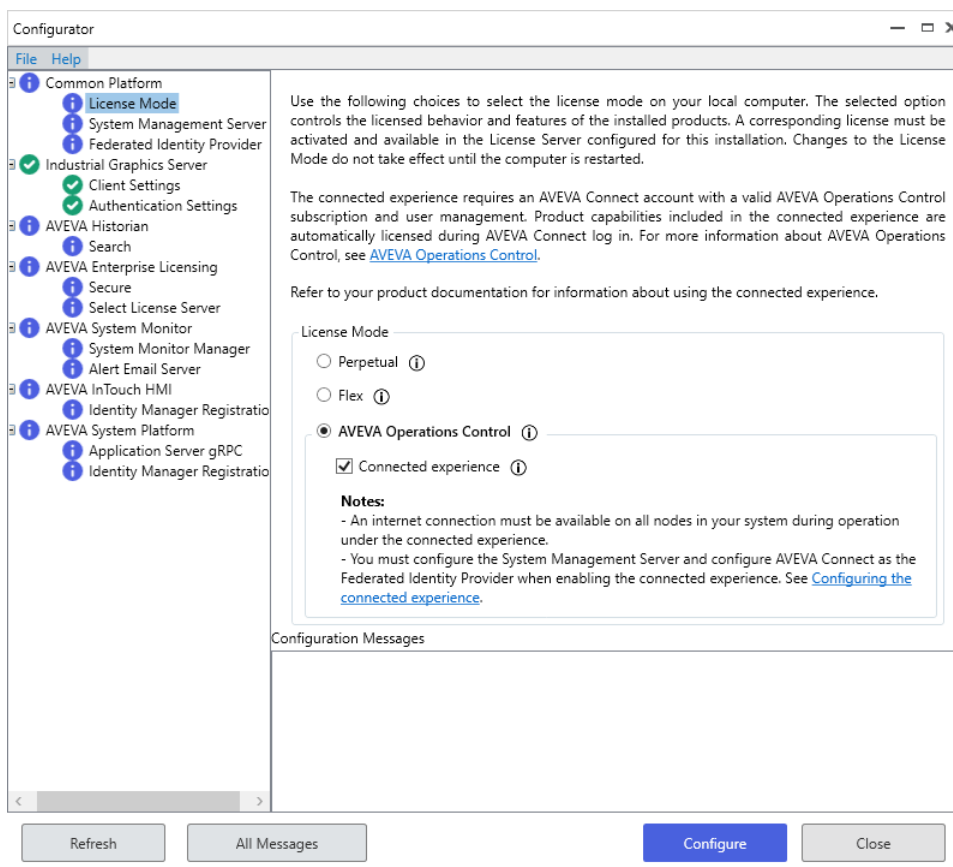 Configurator
File Help
Common Platform
License Mode
System Management Server
Federated Identity Provider
Industrial Graphics Server
Client Settings
Authentication Settings
AVEVA Historian
Search
AVEVA Enterprise Licensing
Secure
Select License Server
AVEVA System Monitor
System Monitor Manager
Alert Email Server
AVEVA InTouch HMI
Identity Manager Registratio
AVEVA System Platform
Application Server gRPC
Identity Manager Registratio
Use the following choices to select the license mode on your local computer. The selected option
controls the licensed behavior and features of the installed products. A corresponding license must be
activated and available in the License Server configured for this installation. Changes to the License
Mode do not take effect until the computer is restarted.
The connected experience requires an AVEVA Connect account with a valid AVEVA Operations Control
subscription and user management. Product capabilities included in the connected experience are
automatically licensed during AVEVA Connect log in. For more information about AVEVA Operations
Control, see AVEVA Operations Control.
Refer to your product documentation for information about using the connected experience.
License Mode
Perpetual
Flex
AVEVA Operations Control
Connected experience
Notes:
- An internet connection must be available on all nodes in your system during operation
under the connected experience.
- You must configure the System Management Server and configure AVEVA Connect as the
Federated Identity Provider when enabling the connected experience. See Configuring the
connected experience.
Configuration Messages
Refresh
All Messages
Configure
Close